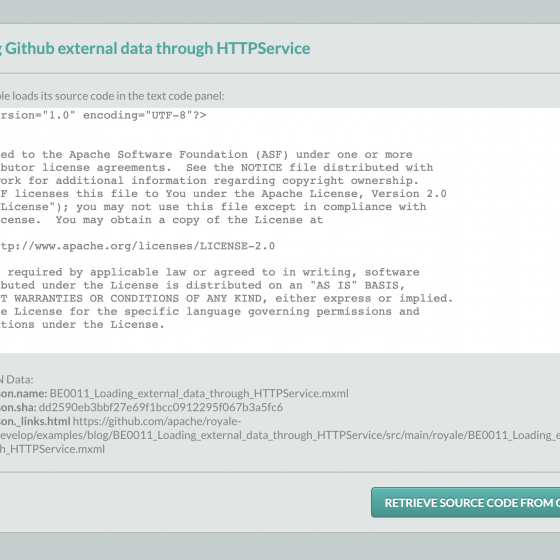 g Github external data through HTTPService
ple loads its source code in the text code panel:
rsion="1.0" encoding="UTF-8"?>
ed to the Apache Software Foundation (ASF) under one or more
butor license agreements.  See the NOTICE file distributed with
ork for additional information regarding copyright ownership.
F licenses this file to You under the Apache License, Version 2.0
License"); you may not use this file except in compliance with
cense.  You may obtain a copy of the License at
tp://www.apache.org/licenses/LICENSE-2.0
required by applicable law or agreed to in writing, software
buted under the License is distributed on an "AS IS" BASIS,
T WARRANTIES OR CONDITIONS OF ANY KIND, either express or implied.
e License for the specific language governing permissions and
tions under the License.
N Data:
son.name: BE0011_Loading_external_data_through_HTTPService.mxml
son.sha: dd2590eb3bbf27e69f1bcc0912295f067b3a5fc6
son._links.html https://github.com/apache/royale-
evelop/examples/blog/BE0011_Loading_external_data_through_HTTPService/src/main/royale/BE0011_Loading_e
h_HTTPService.mxml
RETRIEVE SOURCE CODE FROM G